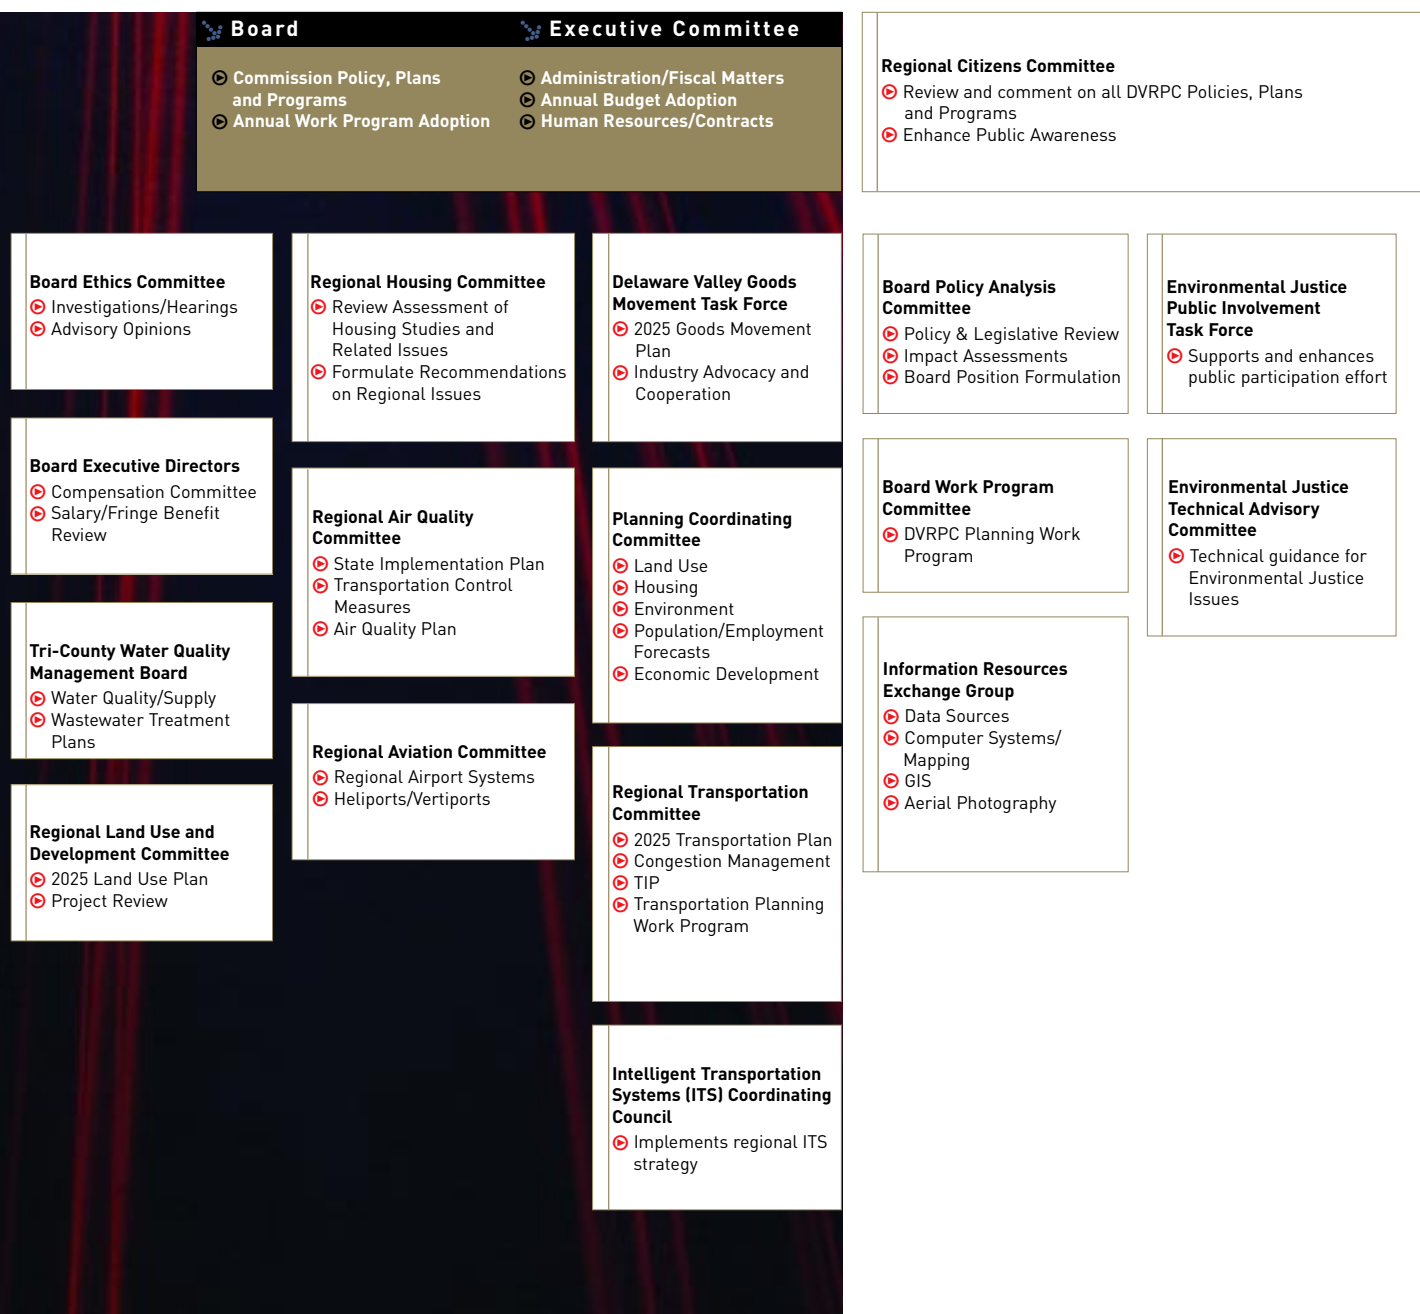 Board
Commission Policy, Plans
and Programs
Annual Work Program Adoption
Executive Committee
Administration/Fiscal Matters
Annual Budget Adoption
Human Resources/Contracts
Regional Citizens Committee
Review and comment on all DVRPC Policies, Plans
and Programs
Enhance Public Awareness
Board Ethics Committee
Investigations/Hearings
Advisory Opinions
Board Executive Directors
Compensation Committee
Salary/Fringe Benefit
Review
Tri-County Water Quality
Management Board
Water Quality/Supply
Wastewater Treatment
Plans
Regional Land Use and
Development Committee
2025 Land Use Plan
Project Review
Regional Housing Committee
Review Assessment of
Housing Studies and
Related Issues
Formulate Recommendations
on Regional Issues
Regional Air Quality
Committee
State Implementation Plan
Transportation Control
Measures
Air Quality Plan
Regional Aviation Committee
Regional Airport Systems
Heliports/Vertiports
Delaware Valley Goods
Movement Task Force
2025 Goods Movement
Plan
Industry Advocacy and
Cooperation
Planning Coordinating
Committee
Land Use
Housing
Environment
Population/Employment
Forecasts
Economic Development
Regional Transportation
Committee
2025 Transportation Plan
Congestion Management
TIP
Transportation Planning
Work Program
Intelligent Transportation
Systems (ITS) Coordinating
Council
Implements regional ITS
strategy
Board Policy Analysis
Committee
Policy & Legislative Review
Impact Assessments
Board Position Formulation
Board Work Program
Committee
DVRPC Planning Work
Program
Information Resources
Exchange Group
Data Sources
Computer Systems/
Mapping
GIS
Aerial Photography
Environmental Justice
Public Involvement
Task Force
Supports and enhances
public participation effort
Environmental Justice
Technical Advisory
Committee
Technical guidance for
Environmental Justice
Issues